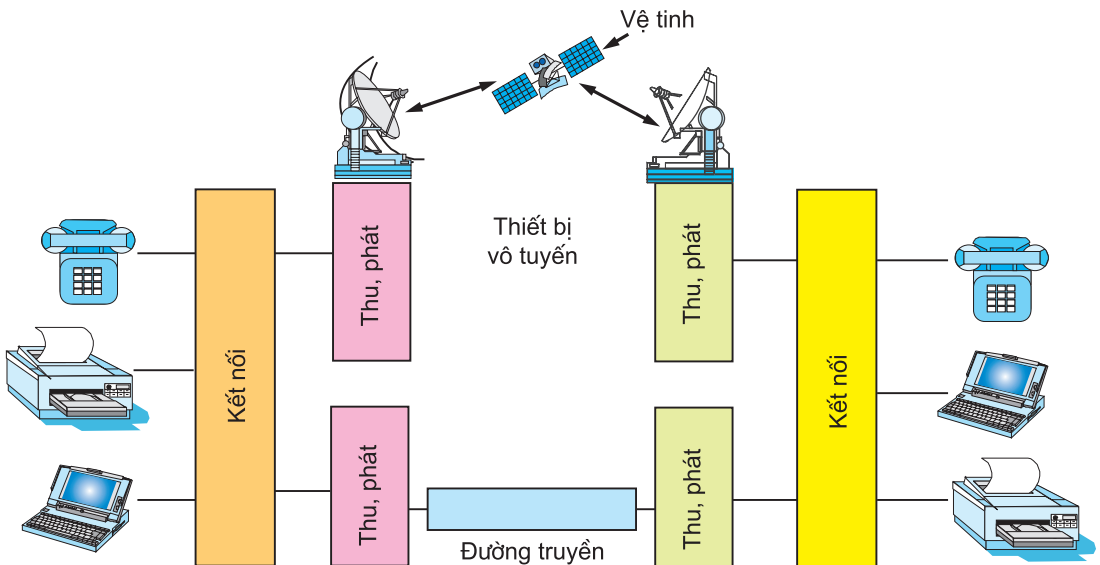 Vệ tinh
Thu, phát
Thiết bị
vô tuyến
Thu, phát
Kết nối
Kết nối
Thu, phát
Thu, phát
Đường truyền